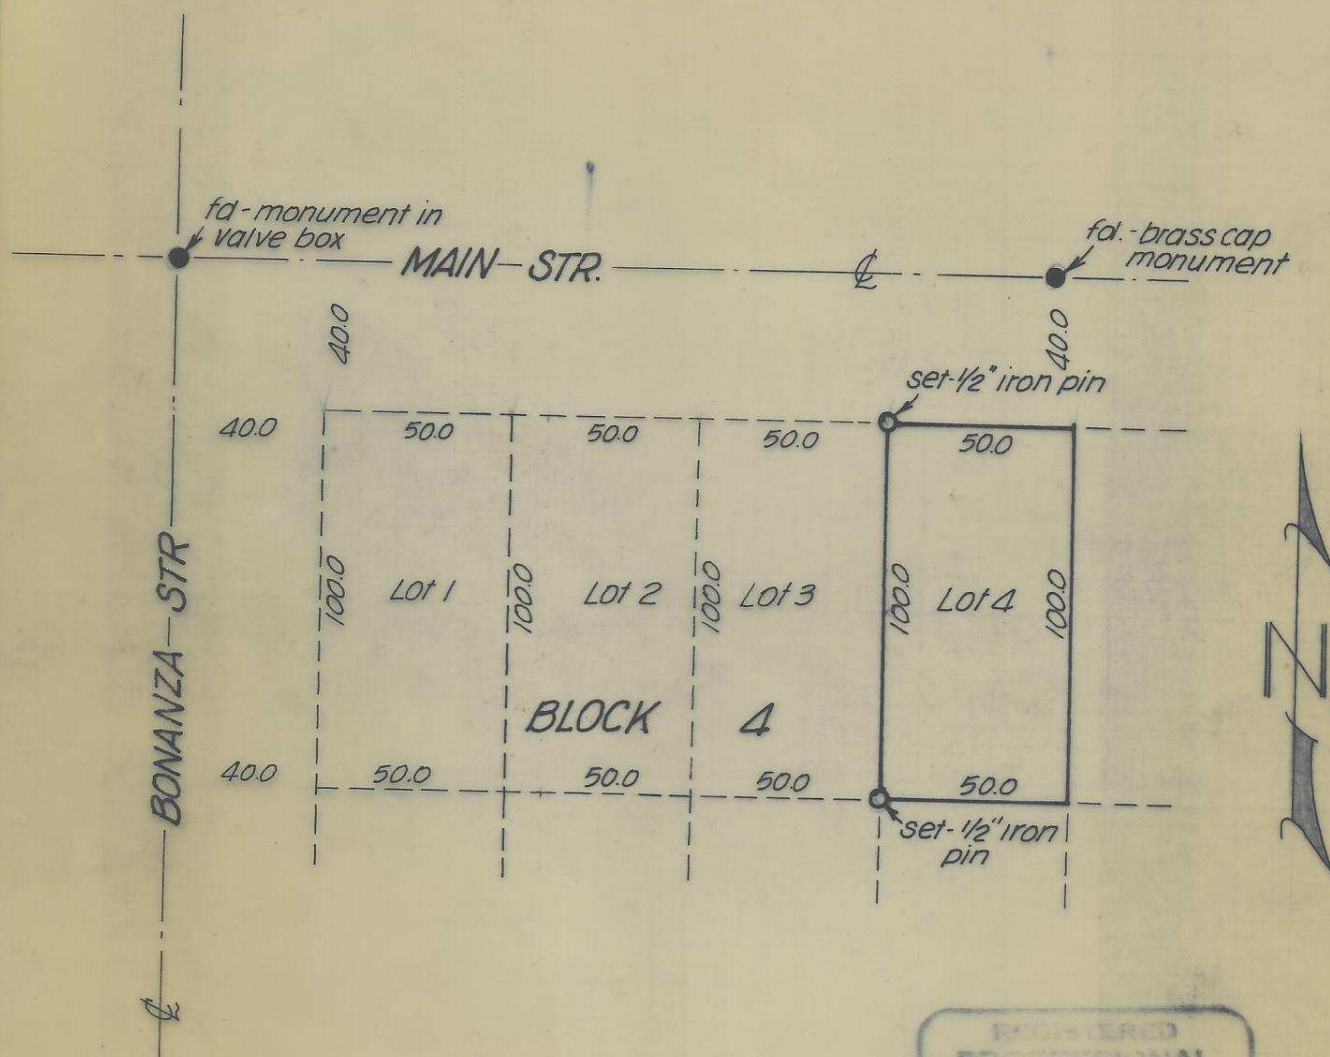 fd-monument in
valve box
MAIN STR.
℄
fd.-brass cap
monument
40.0
40.0
set-1/2" iron pin
40.0
50.0
50.0
50.0
50.0
BONANZA STR
100.0
Lot 1
100.0
Lot 2
100.0
Lot 3
100.0
Lot 4
100.0
N
BLOCK 4
40.0
50.0
50.0
50.0
50.0
set-1/2" iron
pin
℄
REGISTERED
PROFESSIONAL